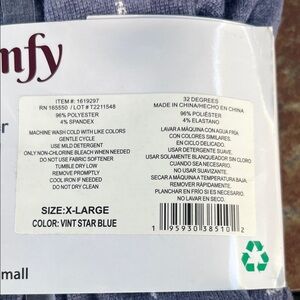 mfy
er
ITEM #: 1619297
RN 165550 / LOT # T2211548
96% POLYESTER
4% SPANDEX
MACHINE WASH COLD WITH LIKE COLORS
GENTLE CYCLE
USE MILD DETERGENT
ONLY NON-CHLORINE BLEACH WHEN NEEDED
DO NOT USE FABRIC SOFTENER
TUMBLE DRY LOW
REMOVE PROMPTLY
COOL IRON IF NEEDED
DO NOT DRY CLEAN
SIZE:X-LARGE
COLOR: VINT STAR BLUE
32 DEGREES
MADE IN CHINA/HECHO EN CHINA
96% POLIÉSTER
4% ELASTANO
LAVAR A MÁQUINA CON AGUA FRÍA
CON COLORES SIMILARES.
EN CICLO DELICADO.
USAR DETERGENTE SUAVE.
USAR SOLAMENTE BLANQUEADOR SIN CLORO
CUANDO SEA NECESARIO.
NO USAR SUAVIZANTE.
SECAR A MÁQUINA A TEMPERATURA BAJA.
REMOVER RÁPIDAMENTE.
PLANCHAR EN FRÍO SI ES NECESARIO.
NO LAVAR EN SECO.
1 95930 38510 2
mall